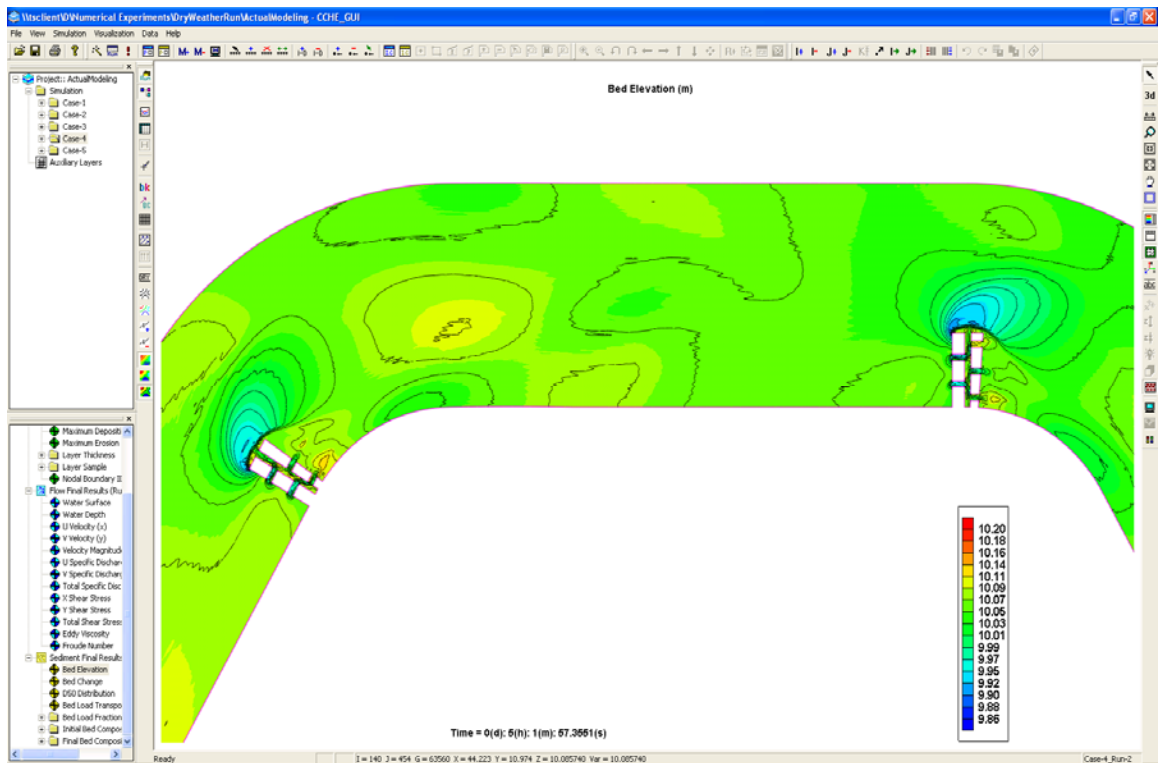 \\tsclient\D\Numerical Experiments\DryWeatherRun\ActualModeling - CCHE_GUI
File View Simulation Visualization Data Help
Project:: ActualModeling
Simulation
Case-1
Case-2
Case-3
Case-4
Case-5
Auxiliary Layers
bk
3d
abc
Bed Elevation (m)
Maximum Depositi
Maximum Erosion
Layer Thickness
Layer Sample
Nodal Boundary I
Flow Final Results (Ru
Water Surface
Water Depth
U Velocity (x)
V Velocity (y)
Velocity Magnitud
U Specific Dischar
V Specific Dischar
Total Specific Disc
X Shear Stress
Y Shear Stress
Total Shear Stress
Eddy Viscosity
Froude Number
Sediment Final Results
Bed Elevation
Bed Change
D50 Distribution
Bed Load Transpo
Bed Load Fraction
Initial Bed Compos
Final Bed Composi
10.20
10.18
10.16
10.14
10.11
10.09
10.07
10.05
10.03
10.01
9.99
9.97
9.95
9.92
9.90
9.88
9.86
Time = 0(d): 5(h): 1(m): 57.3551(s)
Ready
I = 140 J = 454 G = 63560 X = 44.223 Y = 10.974 Z = 10.085740 Var = 10.085740
Case-4_Run-2